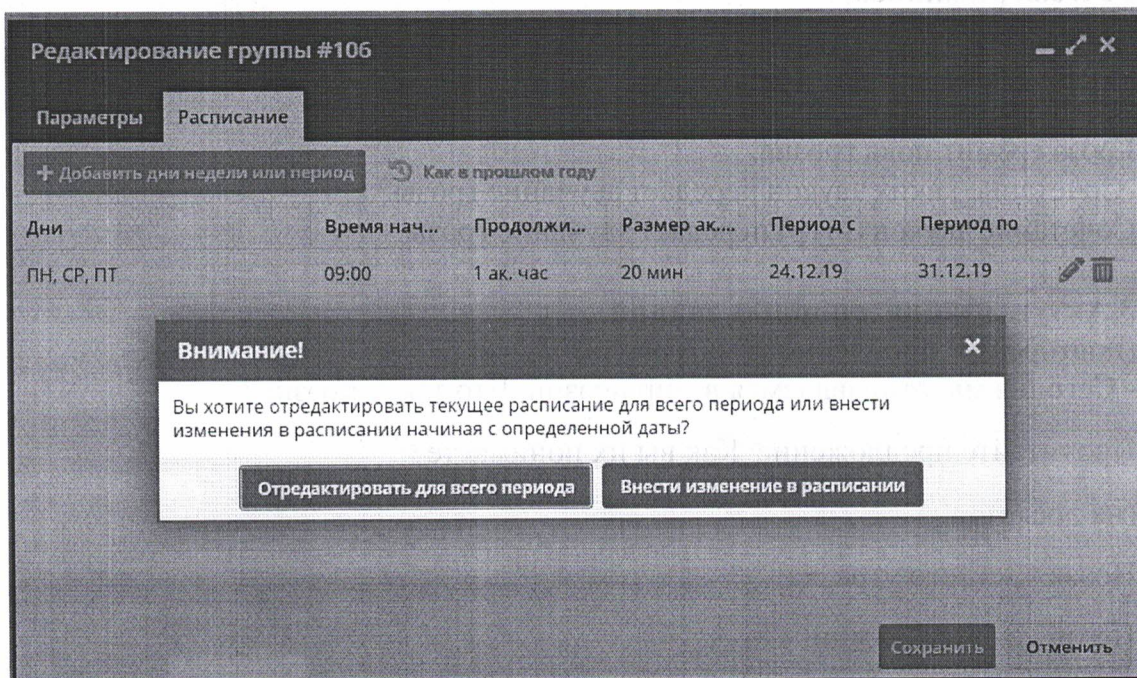 Редактирование группы #106
Параметры Расписание
+ Добавить дни недели или период Как в прошлом году
Дни Время нач... Продолжи... Размер ак.... Период с Период по
ПН, СР, ПТ 09:00 1 ак. час 20 мин 24.12.19 31.12.19
Внимание!
Вы хотите отредактировать текущее расписание для всего периода или внести
изменения в расписании начиная с определенной даты?
Отредактировать для всего периода Внести изменение в расписании
Сохранить Отменить